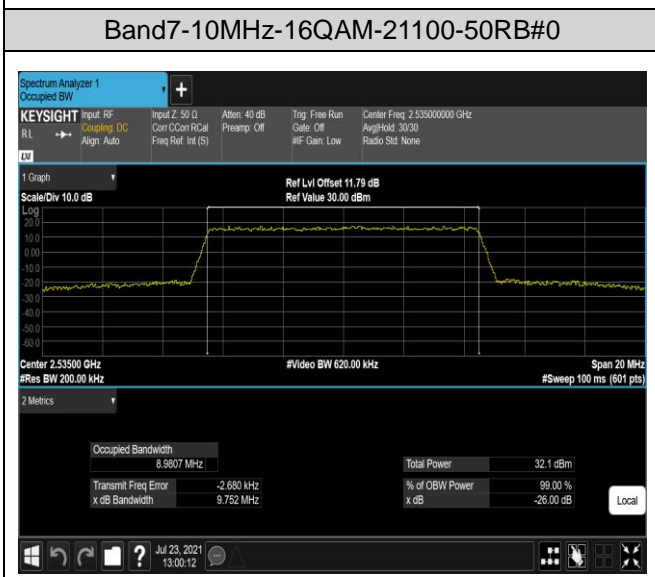 Band7-10MHz-16QAM-21100-50RB#0
Spectrum Analyzer 1
Occupied BW
+
KEYSIGHT Input: RF Input Z: 50 Ω Atten: 40 dB Trig: Free Run Center Freq: 2.535000000 GHz
RL Coupling: DC Corr CCorr RCal Preamp: Off Gate: Off Avg|Hold: 30/30
Align: Auto Freq Ref: Int (S) #IF Gain: Low Radio Std: None
LXI
1 Graph Ref Lvl Offset 11.79 dB
Scale/Div 10.0 dB Ref Value 30.00 dBm
Log
20.0
10.0
0.00
-10.0
-20.0
-30.0
-40.0
-50.0
-60.0
Center 2.53500 GHz #Video BW 620.00 kHz Span 20 MHz
#Res BW 200.00 kHz #Sweep 100 ms (601 pts)
2 Metrics
Occupied Bandwidth
8.9807 MHz Total Power 32.1 dBm
Transmit Freq Error -2.680 kHz % of OBW Power 99.00 %
x dB Bandwidth 9.752 MHz x dB -26.00 dB
Local
? Jul 23, 2021
13:00:12